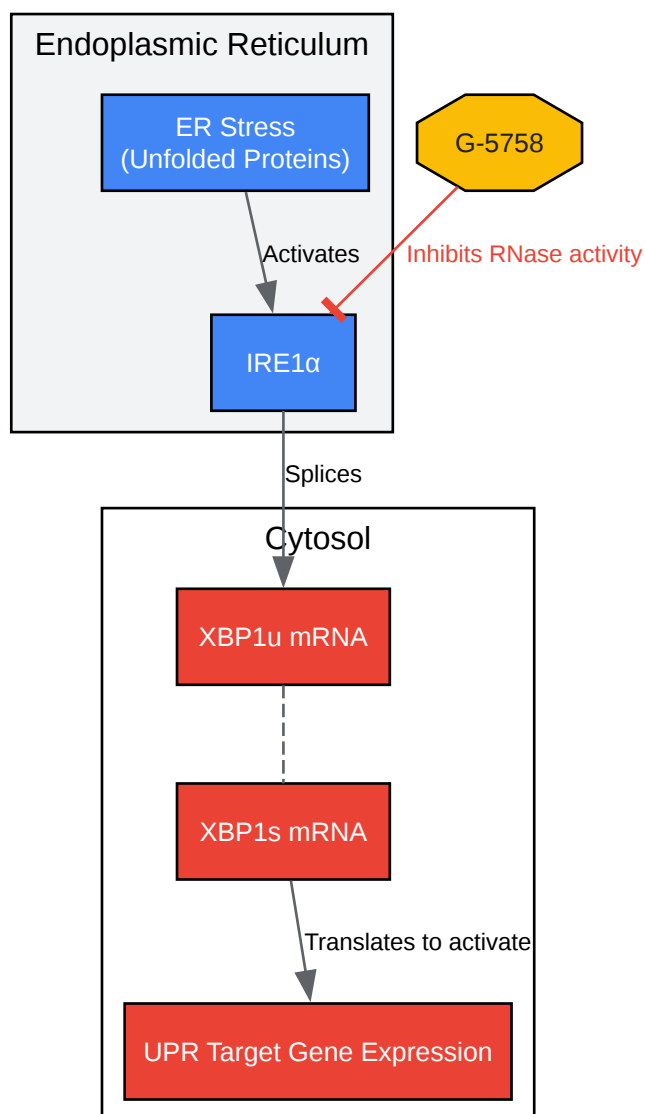 Endoplasmic Reticulum
ER Stress
(Unfolded Proteins)
G-5758
Activates
Inhibits RNase activity
IRE1α
Splices
Cytosol
XBP1u mRNA
XBP1s mRNA
Translates to activate
UPR Target Gene Expression